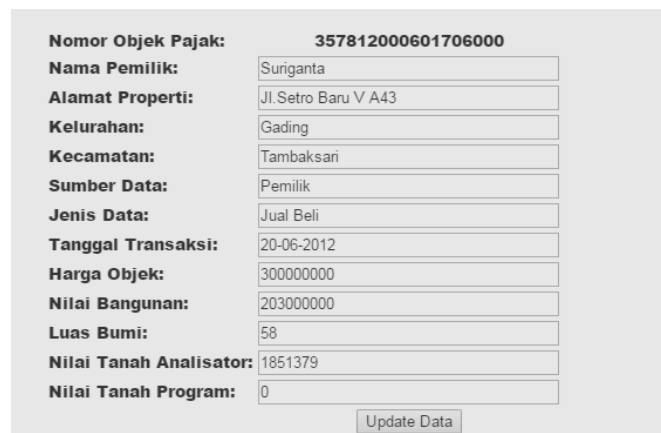 Nomor Objek Pajak: 357812000601706000
Nama Pemilik: Suriganta
Alamat Properti: Jl.Setro Baru V A43
Kelurahan: Gading
Kecamatan: Tambaksari
Sumber Data: Pemilik
Jenis Data: Jual Beli
Tanggal Transaksi: 20-06-2012
Harga Objek: 300000000
Nilai Bangunan: 203000000
Luas Bumi: 58
Nilai Tanah Analisator: 1851379
Nilai Tanah Program: 0
Update Data